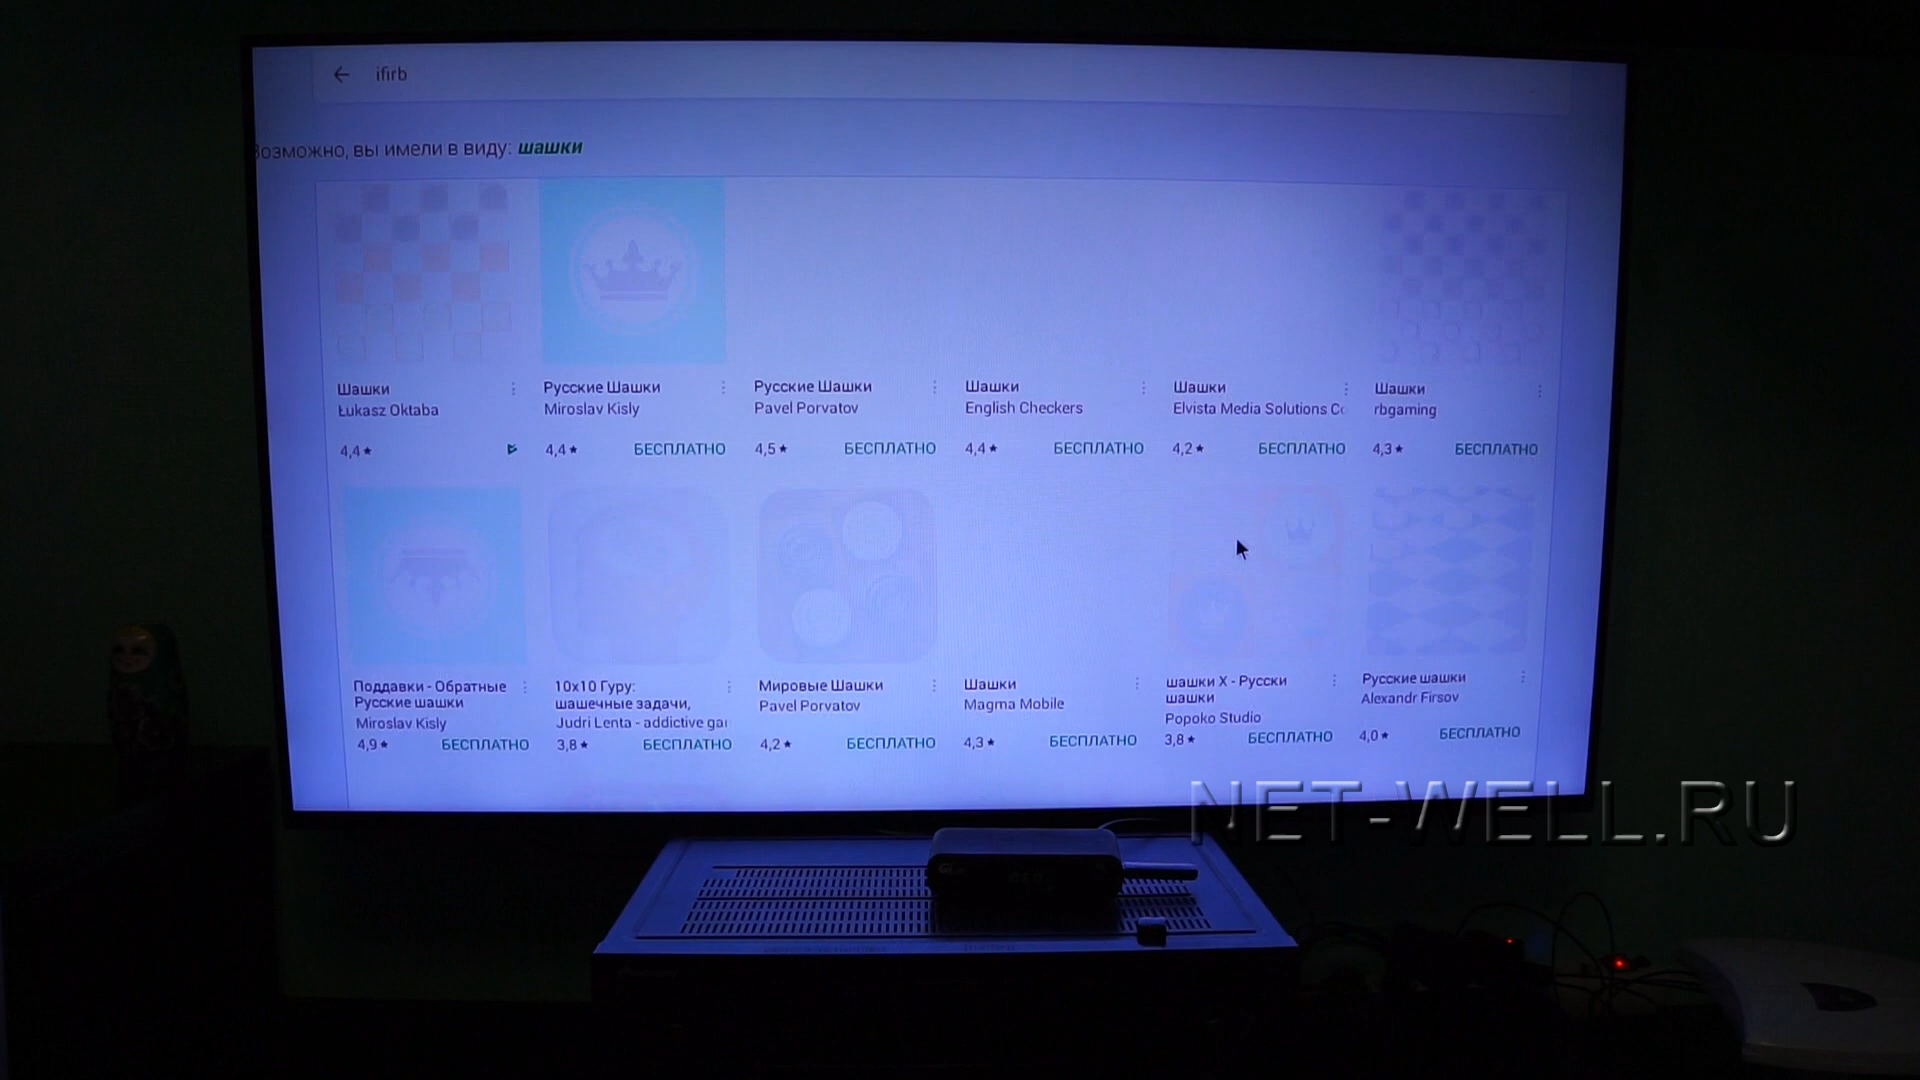 ifirb
Возможно, вы имели в виду: шашки
Шашки
Łukasz Oktaba
4,4★
Русские Шашки
Miroslav Kisly
4,4★ БЕСПЛАТНО
Русские Шашки
Pavel Porvatov
4,5★ БЕСПЛАТНО
Шашки
English Checkers
4,4★ БЕСПЛАТНО
Шашки
Elvista Media Solutions Co
4,2★ БЕСПЛАТНО
Шашки
rbgaming
4,3★ БЕСПЛАТНО
Поддавки - Обратные
Русские шашки
Miroslav Kisly
4,9★ БЕСПЛАТНО
10x10 Гуру:
шашечные задачи,
Judri Lenta - addictive gai
3,8★ БЕСПЛАТНО
Мировые Шашки
Pavel Porvatov
4,2★ БЕСПЛАТНО
Шашки
Magma Mobile
4,3★ БЕСПЛАТНО
шашки X - Русски
шашки
Popoko Studio
3,8★ БЕСПЛАТНО
Русские шашки
Alexandr Firsov
4,0★ БЕСПЛАТНО
NET-WELL.RU